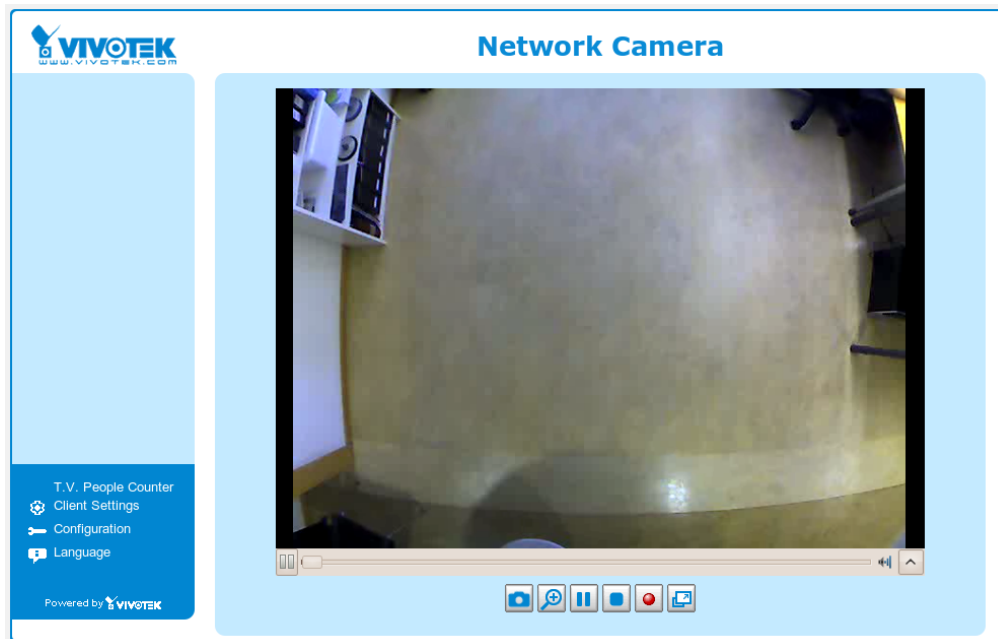 VIVOTEK
www.vivotek.com
Network Camera
T.V. People Counter
Client Settings
Configuration
Language
Powered by VIVOTEK